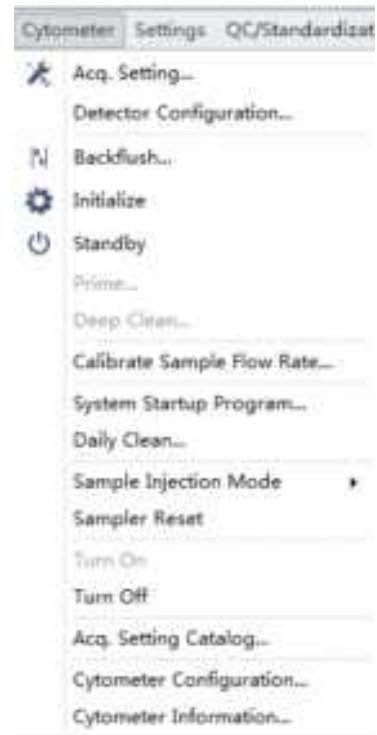 Cytometer Settings QC/Standardizat
Acq. Setting...
Detector Configuration...
Backflush...
Initialize
Standby
Prime...
Deep Clean...
Calibrate Sample Flow Rate...
System Startup Program...
Daily Clean...
Sample Injection Mode
Sampler Reset
Turn On
Turn Off
Acq. Setting Catalog...
Cytometer Configuration...
Cytometer Information...